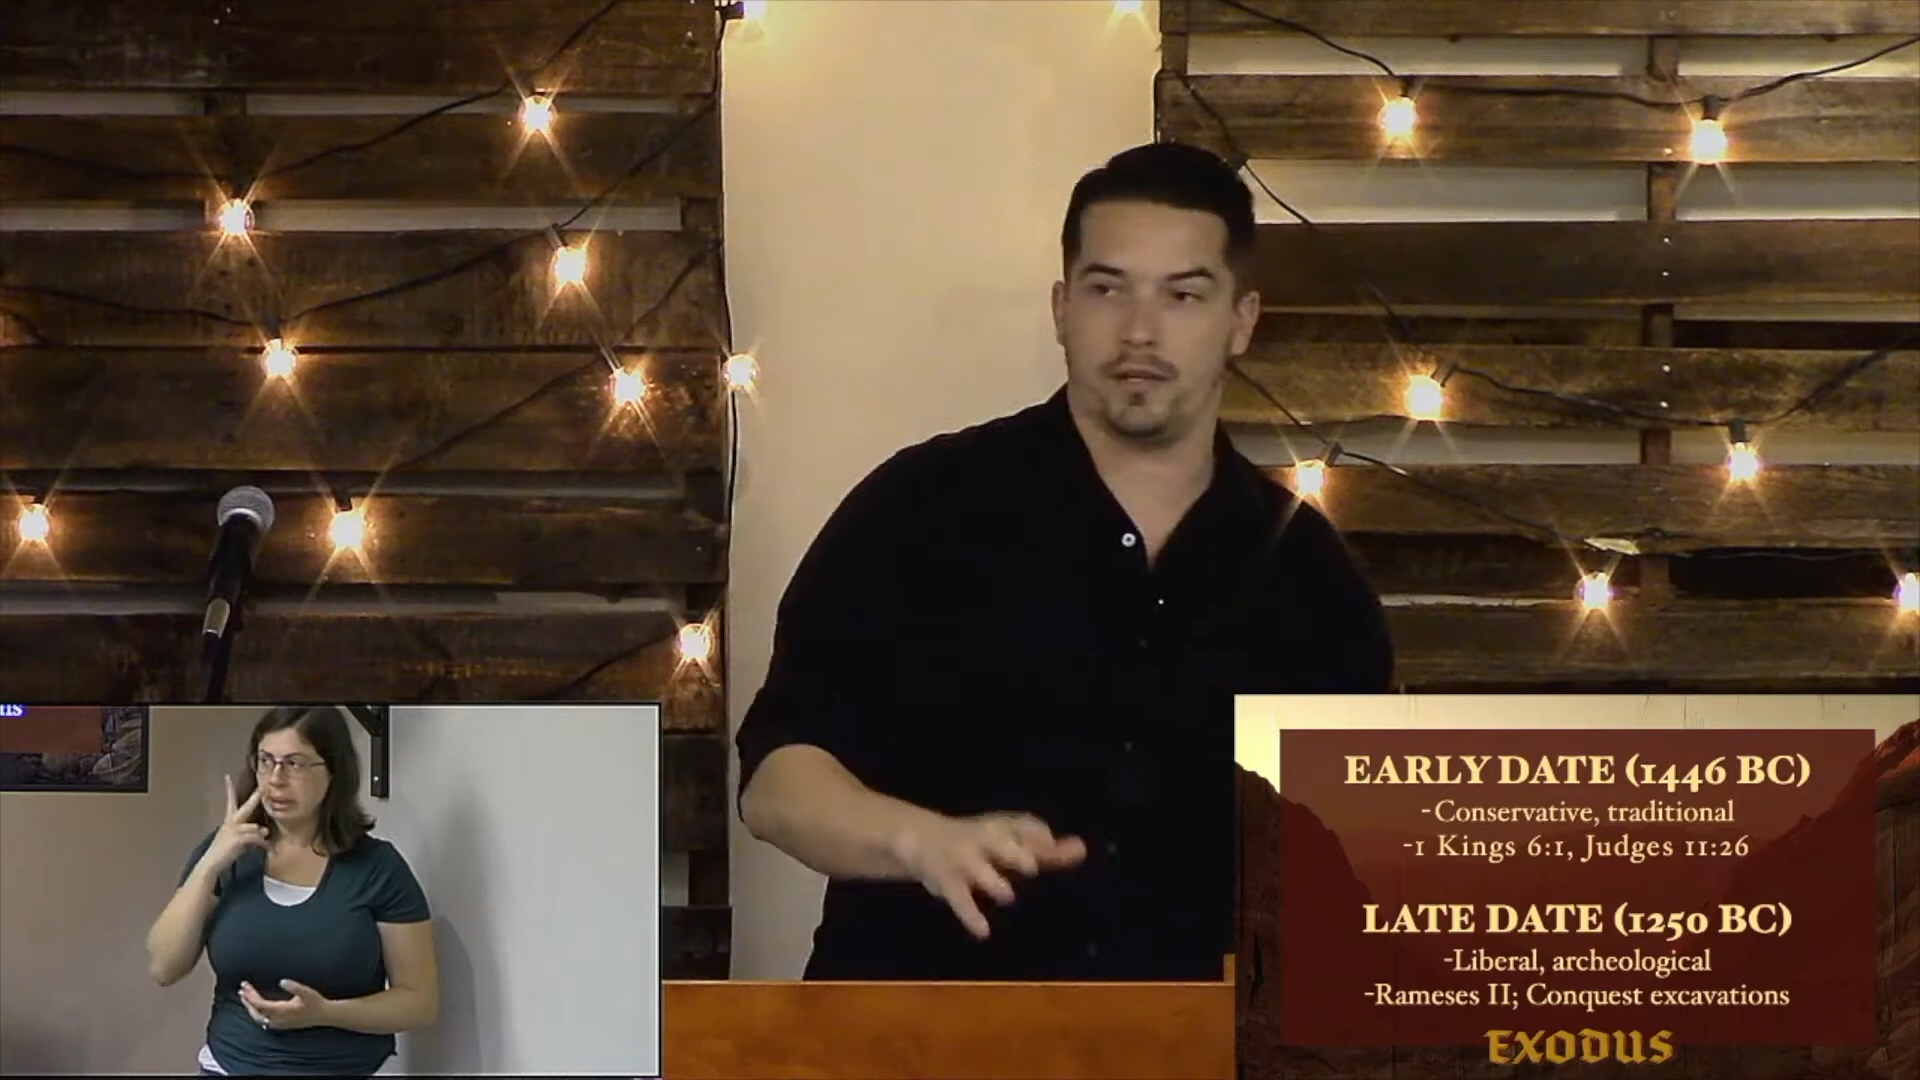 EARLY DATE (1446 BC)
-Conservative, traditional
-1 Kings 6:1, Judges 11:26
LATE DATE (1250 BC)
-Liberal, archeological
-Rameses II; Conquest excavations
EXODUS